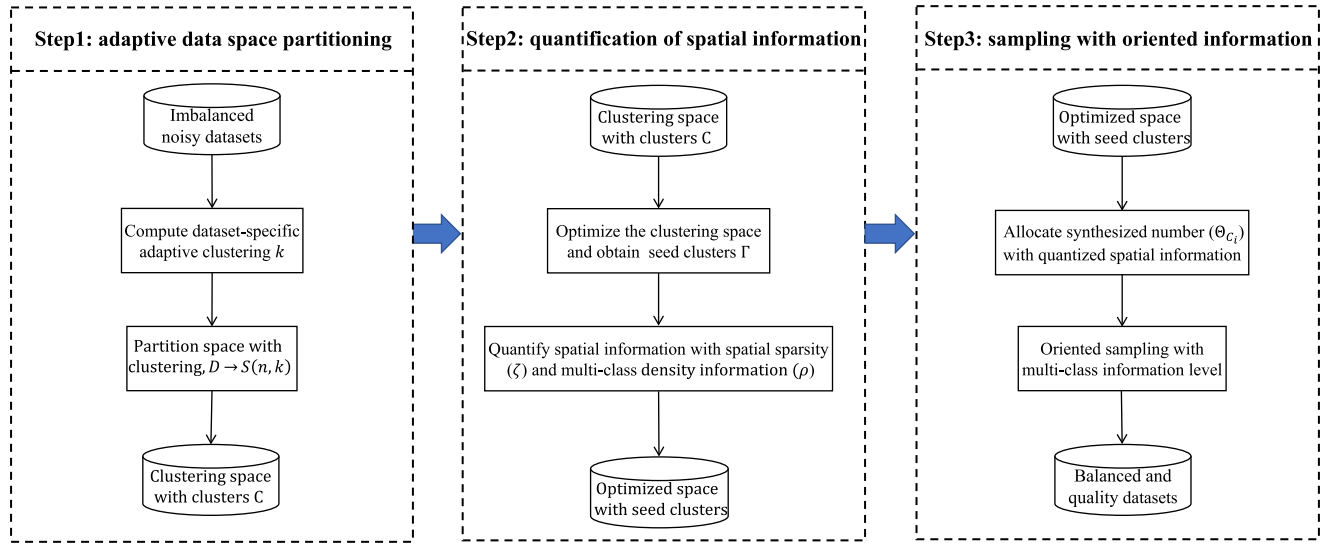 Step1: adaptive data space partitioning
Imbalanced
noisy datasets
Compute dataset-specific
adaptive clustering k
Partition space with
clustering, D → S(n, k)
Clustering space
with clusters C
Step2: quantification of spatial information
Clustering space
with clusters C
Optimize the clustering space
and obtain seed clusters Γ
Quantify spatial information with spatial sparsity
(ζ) and multi-class density information (ρ)
Optimized space
with seed clusters
Step3: sampling with oriented information
Optimized space
with seed clusters
Allocate synthesized number (Θ_{C_i})
with quantized spatial information
Oriented sampling with
multi-class information level
Balanced and
quality datasets